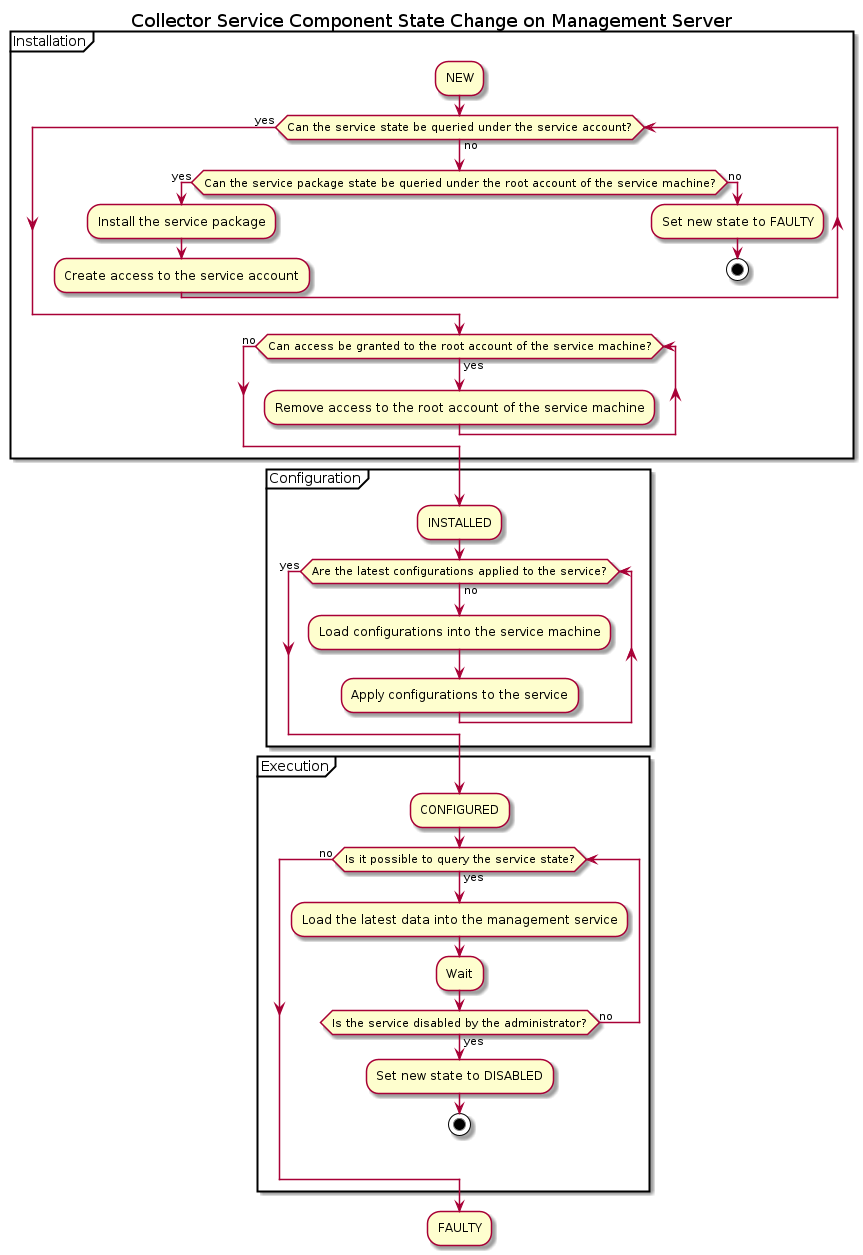 Collector Service Component State Change on Management Server
Installation
NEW
yes
Can the service state be queried under the service account?
no
yes
Can the service package state be queried under the root account of the service machine?
no
Install the service package
Set new state to FAULTY
Create access to the service account
no
Can access be granted to the root account of the service machine?
yes
Remove access to the root account of the service machine
Configuration
INSTALLED
yes
Are the latest configurations applied to the service?
no
Load configurations into the service machine
Apply configurations to the service
Execution
CONFIGURED
no
Is it possible to query the service state?
yes
Load the latest data into the management service
Wait
Is the service disabled by the administrator?
no
yes
Set new state to DISABLED
FAULTY